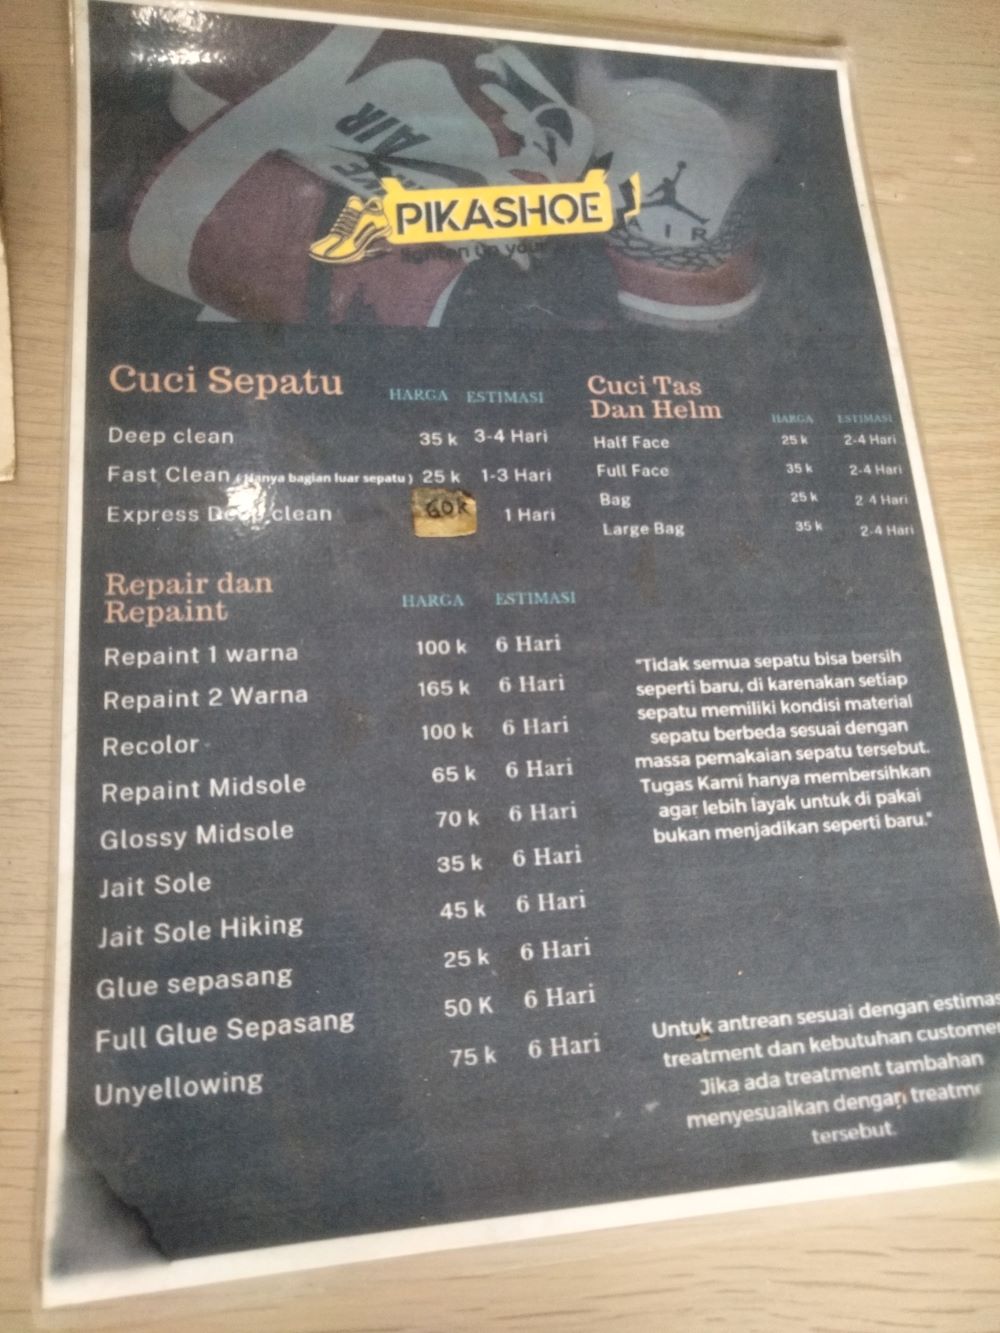 NIKE AIR
PIKASHOE
lighten up your
AIR
Cuci Sepatu HARGA ESTIMASI
Deep clean 35 k 3-4 Hari
Fast Clean (Hanya bagian luar sepatu) 25 k 1-3 Hari
Express Deep clean 60K 1 Hari
Cuci Tas
Dan Helm HARGA ESTIMASI
Half Face 25 k 2-4 Hari
Full Face 35 k 2-4 Hari
Bag 25 k 2-4 Hari
Large Bag 35 k 2-4 Hari
Repair dan
Repaint HARGA ESTIMASI
Repaint 1 warna 100 k 6 Hari
Repaint 2 Warna 165 k 6 Hari
Recolor 100 k 6 Hari
Repaint Midsole 65 k 6 Hari
Glossy Midsole 70 k 6 Hari
Jait Sole 35 k 6 Hari
Jait Sole Hiking 45 k 6 Hari
Glue sepasang 25 k 6 Hari
Full Glue Sepasang 50 K 6 Hari
Unyellowing 75 k 6 Hari
"Tidak semua sepatu bisa bersih
seperti baru, di karenakan setiap
sepatu memiliki kondisi material
sepatu berbeda sesuai dengan
massa pemakaian sepatu tersebut.
Tugas Kami hanya membersihkan
agar lebih layak untuk di pakai
bukan menjadikan seperti baru."
Untuk antrean sesuai dengan estimas
treatment dan kebutuhan custome
Jika ada treatment tambahan
menyesuaikan dengan treatme
tersebut.